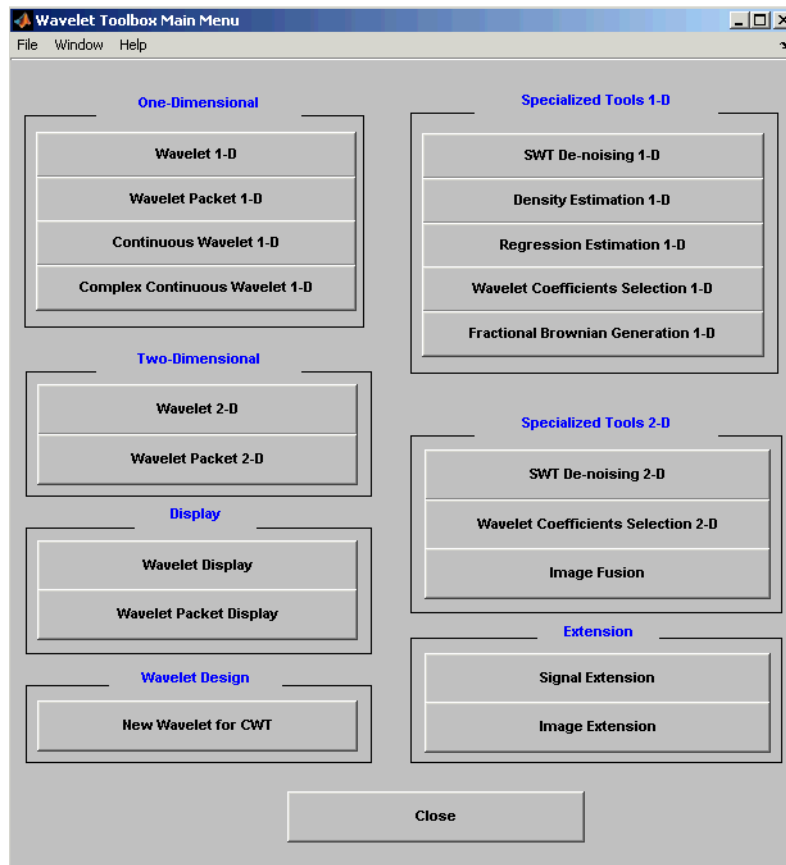 Wavelet Toolbox Main Menu
File Window Help
One-Dimensional
Wavelet 1-D
Wavelet Packet 1-D
Continuous Wavelet 1-D
Complex Continuous Wavelet 1-D
Two-Dimensional
Wavelet 2-D
Wavelet Packet 2-D
Display
Wavelet Display
Wavelet Packet Display
Wavelet Design
New Wavelet for CWT
Specialized Tools 1-D
SWT De-noising 1-D
Density Estimation 1-D
Regression Estimation 1-D
Wavelet Coefficients Selection 1-D
Fractional Brownian Generation 1-D
Specialized Tools 2-D
SWT De-noising 2-D
Wavelet Coefficients Selection 2-D
Image Fusion
Extension
Signal Extension
Image Extension
Close